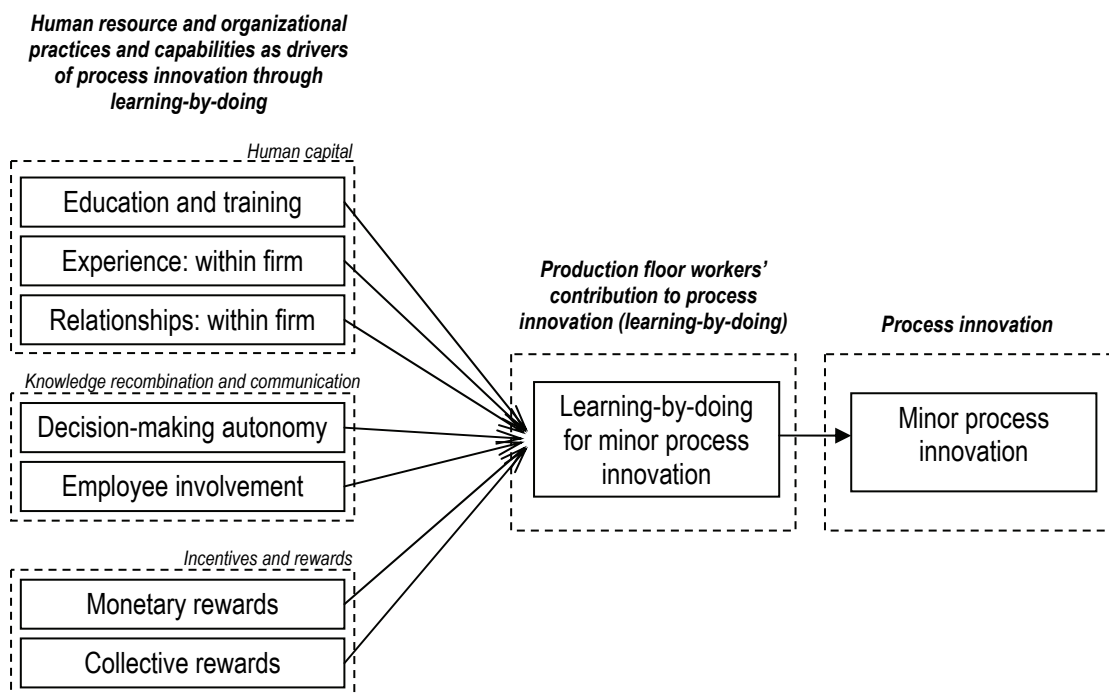 Human resource and organizational
practices and capabilities as drivers
of process innovation through
learning-by-doing
Human capital
Education and training
Experience: within firm
Relationships: within firm
Knowledge recombination and communication
Decision-making autonomy
Employee involvement
Incentives and rewards
Monetary rewards
Collective rewards
Production floor workers’
contribution to process
innovation (learning-by-doing)
Learning-by-doing
for minor process
innovation
Process innovation
Minor process
innovation